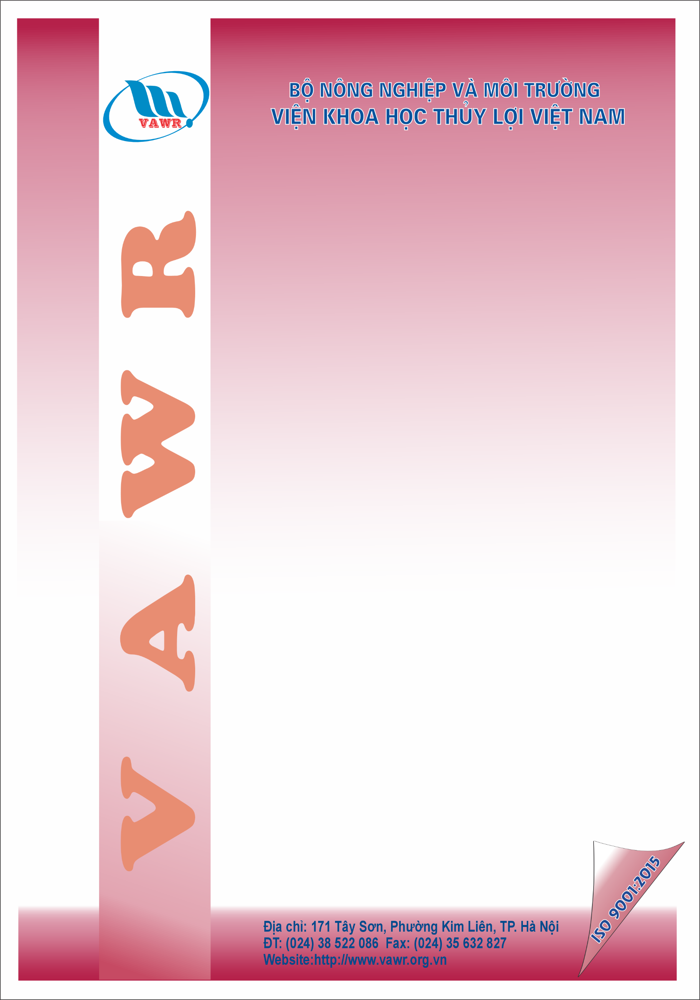 BỘ NÔNG NGHIỆP VÀ MÔI TRƯỜNG
VIỆN KHOA HỌC THỦY LỢI VIỆT NAM
VAWR
VAWR
ISO 9001:2015
Địa chỉ: 171 Tây Sơn, Phường Kim Liên, TP. Hà Nội
ĐT: (024) 38 522 086 Fax: (024) 35 632 827
Website:http://www.vawr.org.vn